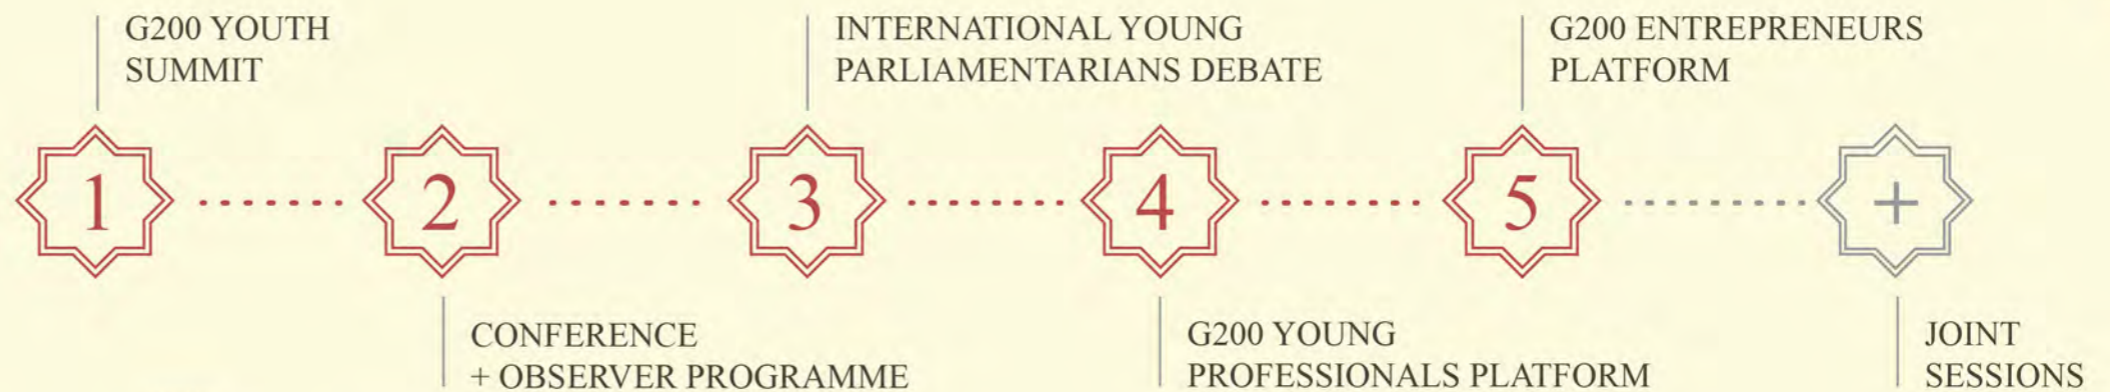 G200 YOUTH
SUMMIT
INTERNATIONAL YOUNG
PARLIAMENTARIANS DEBATE
G200 ENTREPRENEURS
PLATFORM
1
2
3
4
5
+
CONFERENCE
+ OBSERVER PROGRAMME
G200 YOUNG
PROFESSIONALS PLATFORM
JOINT
SESSIONS